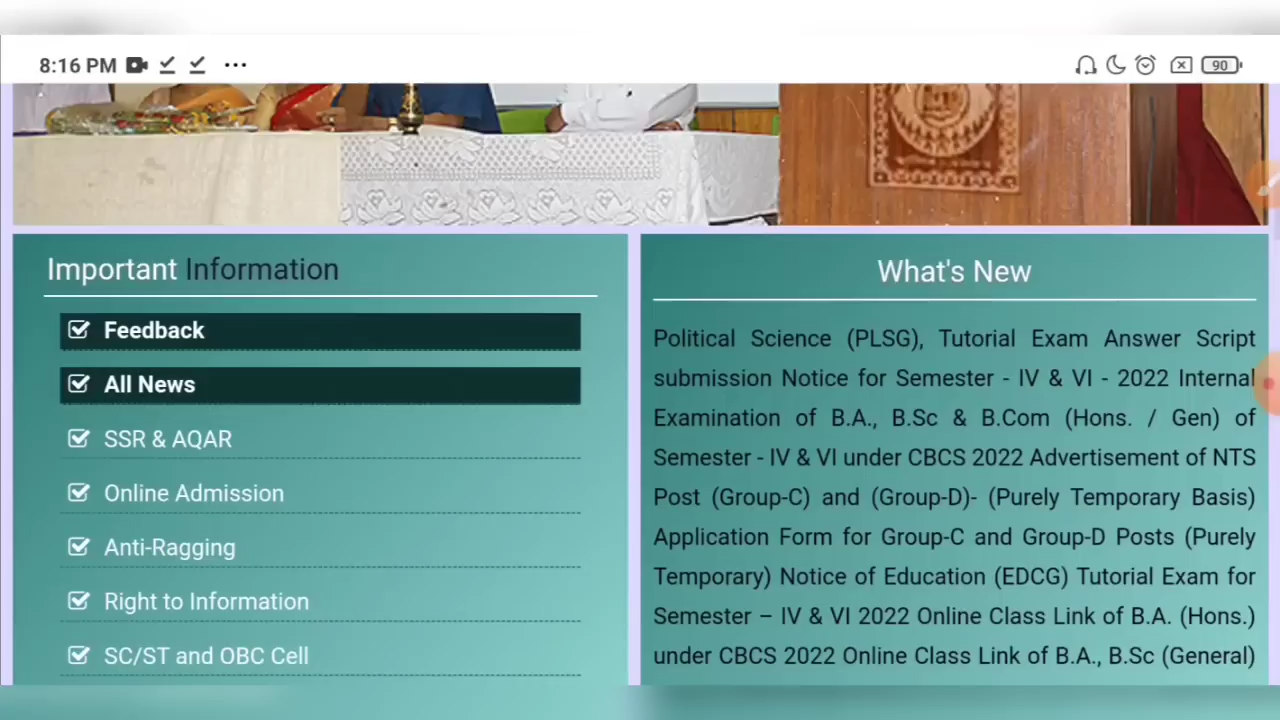 8:16 PM
90
Important Information
Feedback
All News
SSR & AQAR
Online Admission
Anti-Ragging
Right to Information
SC/ST and OBC Cell
What's New
Political Science (PLSG), Tutorial Exam Answer Script
submission Notice for Semester - IV & VI - 2022 Internal
Examination of B.A., B.Sc & B.Com (Hons. / Gen) of
Semester - IV & VI under CBCS 2022 Advertisement of NTS
Post (Group-C) and (Group-D)- (Purely Temporary Basis)
Application Form for Group-C and Group-D Posts (Purely
Temporary) Notice of Education (EDCG) Tutorial Exam for
Semester – IV & VI 2022 Online Class Link of B.A. (Hons.)
under CBCS 2022 Online Class Link of B.A., B.Sc (General)